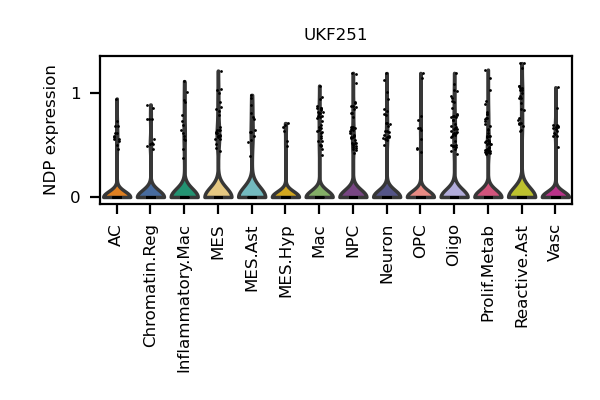 UKF251
NDP expression
1
0
AC
Chromatin.Reg
Inflammatory.Mac
MES
MES.Ast
MES.Hyp
Mac
NPC
Neuron
OPC
Oligo
Prolif.Metab
Reactive.Ast
Vasc